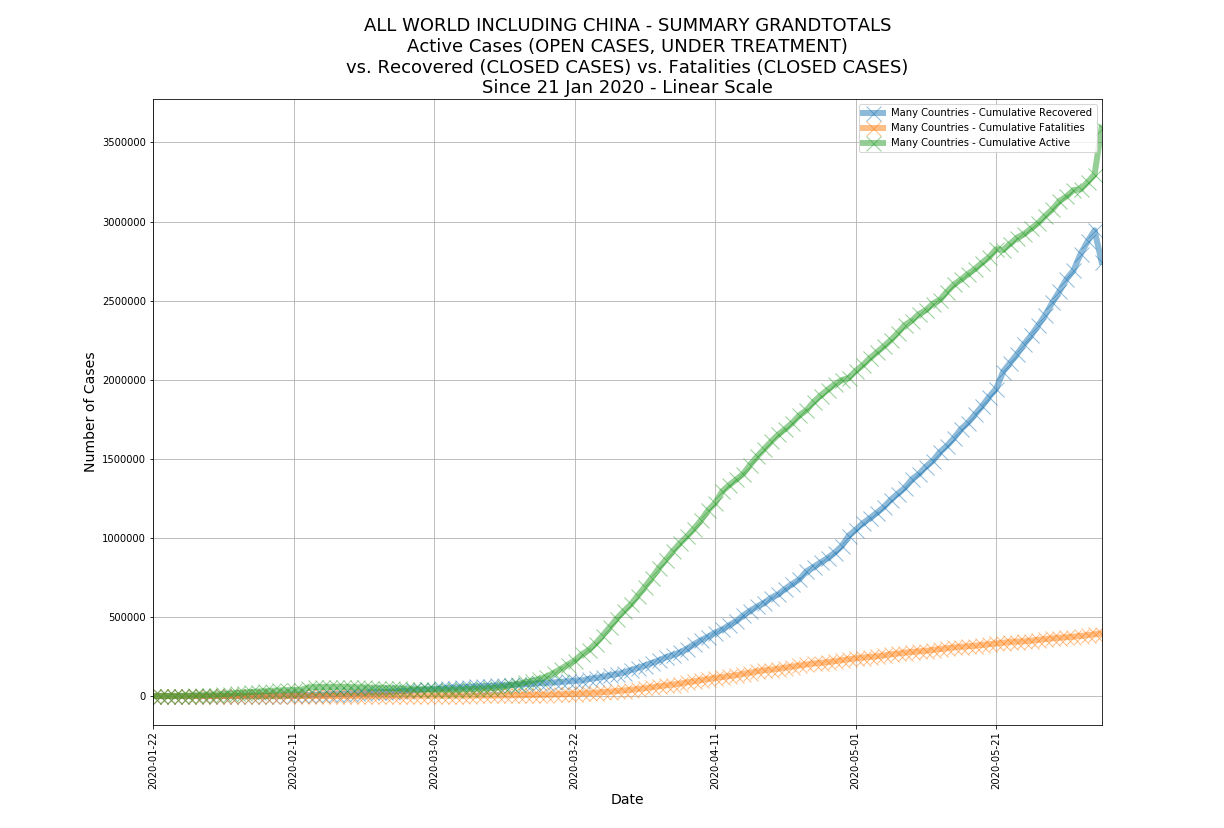 ALL WORLD INCLUDING CHINA - SUMMARY GRANDTOTALS
Active Cases (OPEN CASES, UNDER TREATMENT)
vs. Recovered (CLOSED CASES) vs. Fatalities (CLOSED CASES)
Since 21 Jan 2020 - Linear Scale
Many Countries - Cumulative Recovered
Many Countries - Cumulative Fatalities
Many Countries - Cumulative Active
Number of Cases
3500000
3000000
2500000
2000000
1500000
1000000
500000
0
2020-01-22
2020-02-11
2020-03-02
2020-03-22
2020-04-11
2020-05-01
2020-05-21
Date